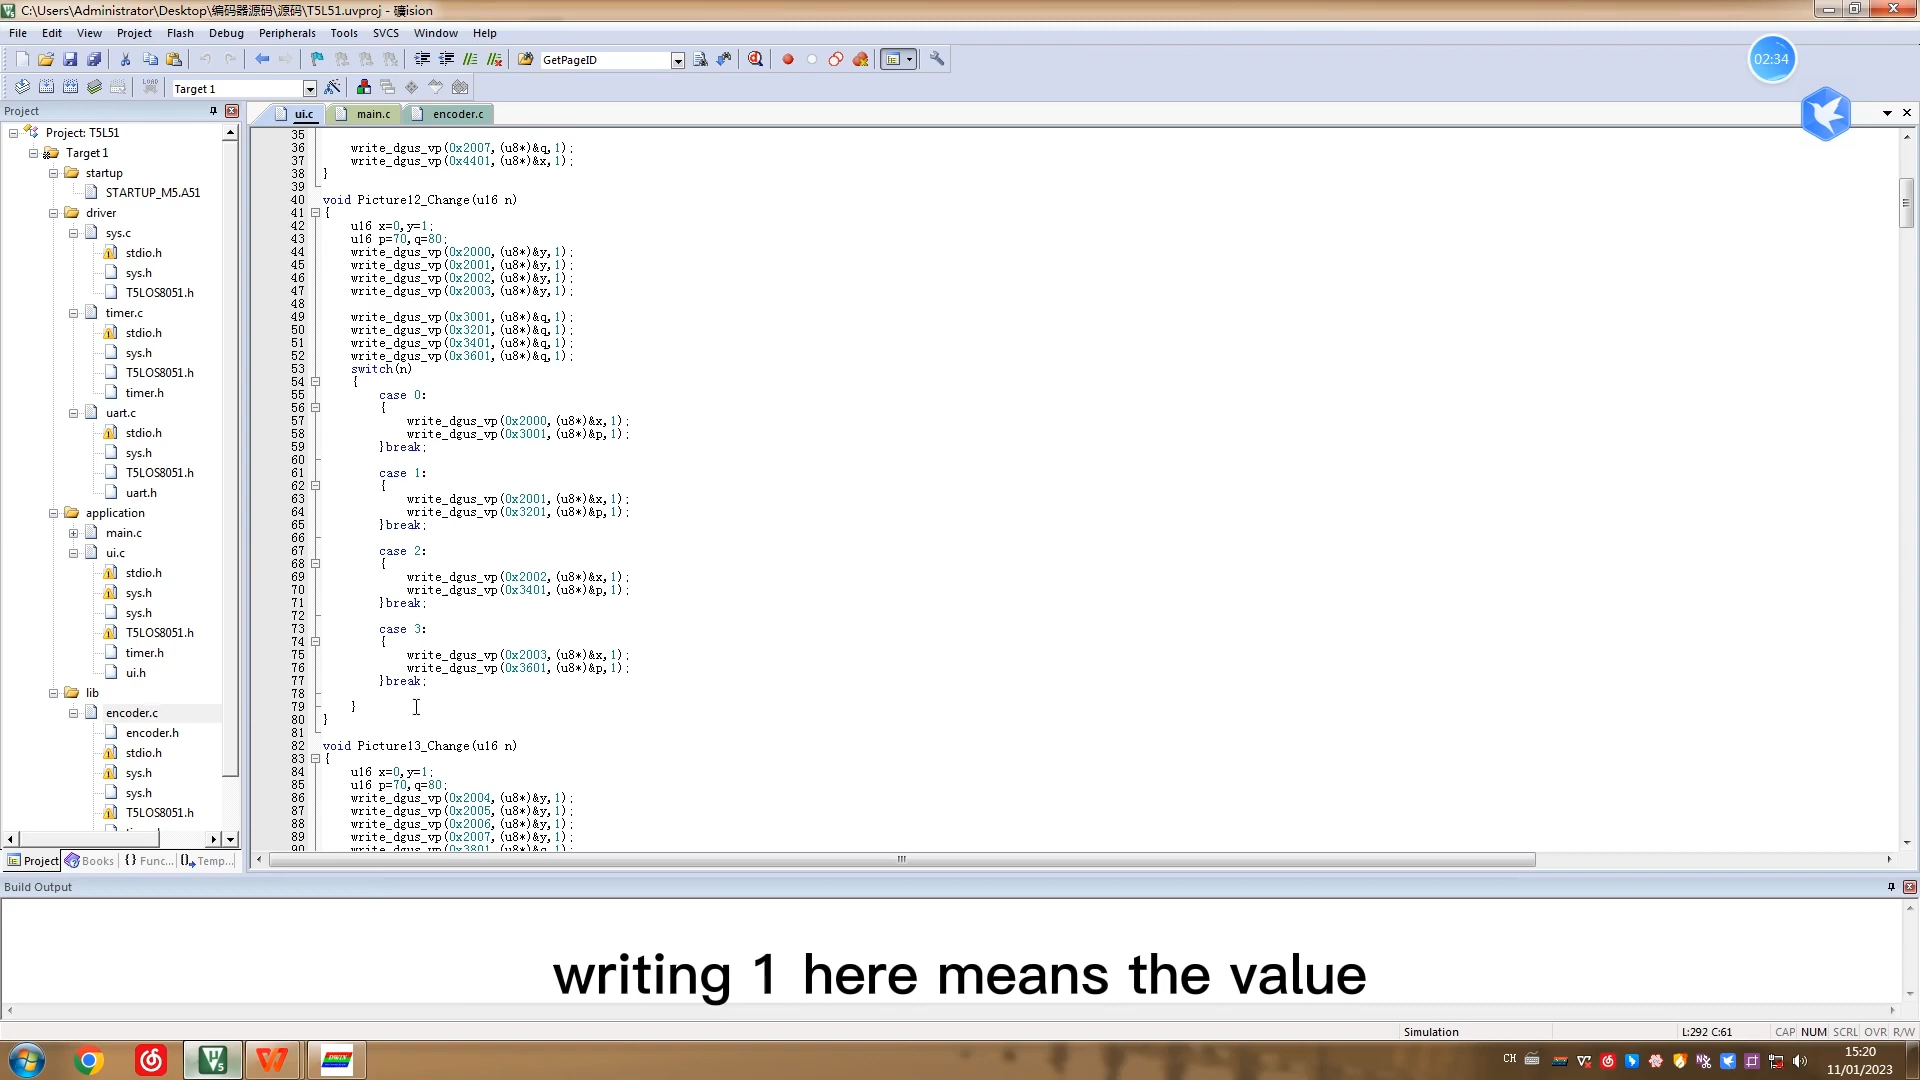 C:\Users\Administrator\Desktop\编码器源码\源码\T5L51.uvproj - 礦ision
File Edit View Project Flash Debug Peripherals Tools SVCS Window Help
GetPageID
02:34
LOAD Target 1
Project
ui.c main.c encoder.c
Project: T5L51
Target 1
startup
STARTUP_M5.A51
driver
sys.c
stdio.h
sys.h
T5LOS8051.h
timer.c
stdio.h
sys.h
T5LOS8051.h
timer.h
uart.c
stdio.h
sys.h
T5LOS8051.h
uart.h
application
main.c
ui.c
stdio.h
sys.h
sys.h
T5LOS8051.h
timer.h
ui.h
lib
encoder.c
encoder.h
stdio.h
sys.h
sys.h
T5LOS8051.h
Project Books {} Func... Temp...
35
36 write_dgus_vp(0x2007,(u8*)&q,1);
37 write_dgus_vp(0x4401,(u8*)&x,1);
38 }
39
40 void Picture12_Change(u16 n)
41 {
42 u16 x=0,y=1;
43 u16 p=70,q=80;
44 write_dgus_vp(0x2000,(u8*)&y,1);
45 write_dgus_vp(0x2001,(u8*)&y,1);
46 write_dgus_vp(0x2002,(u8*)&y,1);
47 write_dgus_vp(0x2003,(u8*)&y,1);
48
49 write_dgus_vp(0x3001,(u8*)&q,1);
50 write_dgus_vp(0x3201,(u8*)&q,1);
51 write_dgus_vp(0x3401,(u8*)&q,1);
52 write_dgus_vp(0x3601,(u8*)&q,1);
53 switch(n)
54 {
55 case 0:
56 {
57 write_dgus_vp(0x2000,(u8*)&x,1);
58 write_dgus_vp(0x3001,(u8*)&p,1);
59 }break;
60
61 case 1:
62 {
63 write_dgus_vp(0x2001,(u8*)&x,1);
64 write_dgus_vp(0x3201,(u8*)&p,1);
65 }break;
66
67 case 2:
68 {
69 write_dgus_vp(0x2002,(u8*)&x,1);
70 write_dgus_vp(0x3401,(u8*)&p,1);
71 }break;
72
73 case 3:
74 {
75 write_dgus_vp(0x2003,(u8*)&x,1);
76 write_dgus_vp(0x3601,(u8*)&p,1);
77 }break;
78
79 }
80 }
81
82 void Picture13_Change(u16 n)
83 {
84 u16 x=0,y=1;
85 u16 p=70,q=80;
86 write_dgus_vp(0x2004,(u8*)&y,1);
87 write_dgus_vp(0x2005,(u8*)&y,1);
88 write_dgus_vp(0x2006,(u8*)&y,1);
89 write_dgus_vp(0x2007,(u8*)&y,1);
90 write_dgus_vp(0x3801,(u8*)&q,1);
Build Output
writing 1 here means the value
Simulation L:292 C:61 CAP NUM SCRL OVR R/W
DWIN
CH
15:20
11/01/2023